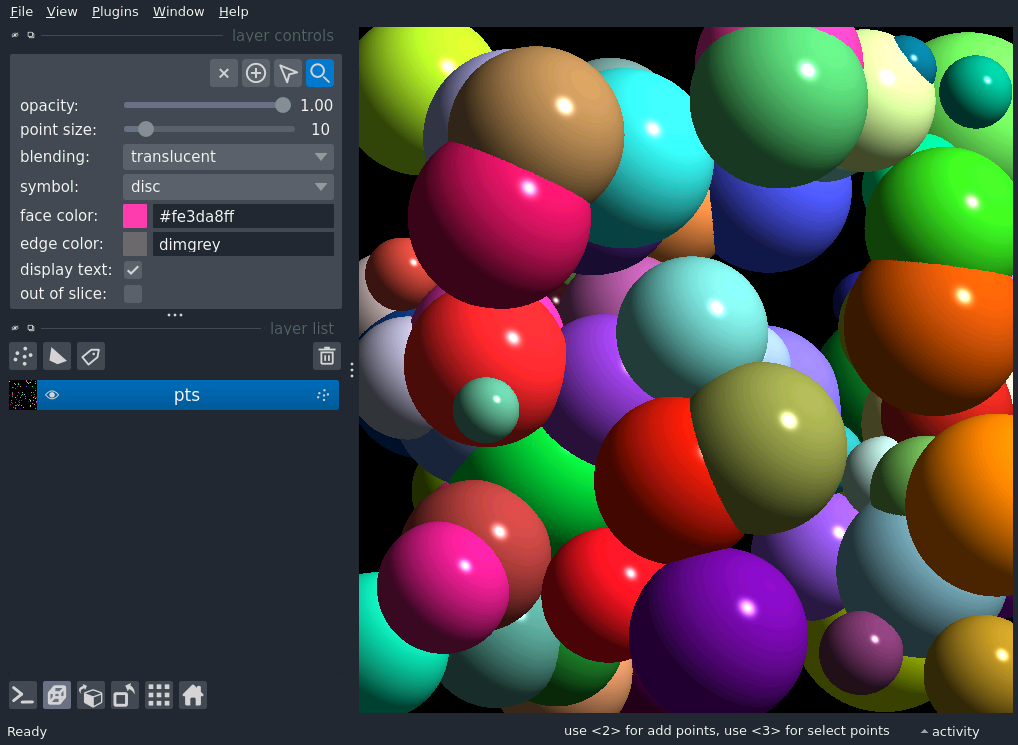 File View Plugins Window Help
layer controls
opacity: 1.00
point size: 10
blending: translucent
symbol: disc
face color: #fe3da8ff
edge color: dimgrey
display text:
out of slice:
layer list
pts
Ready use <2> for add points, use <3> for select points activity